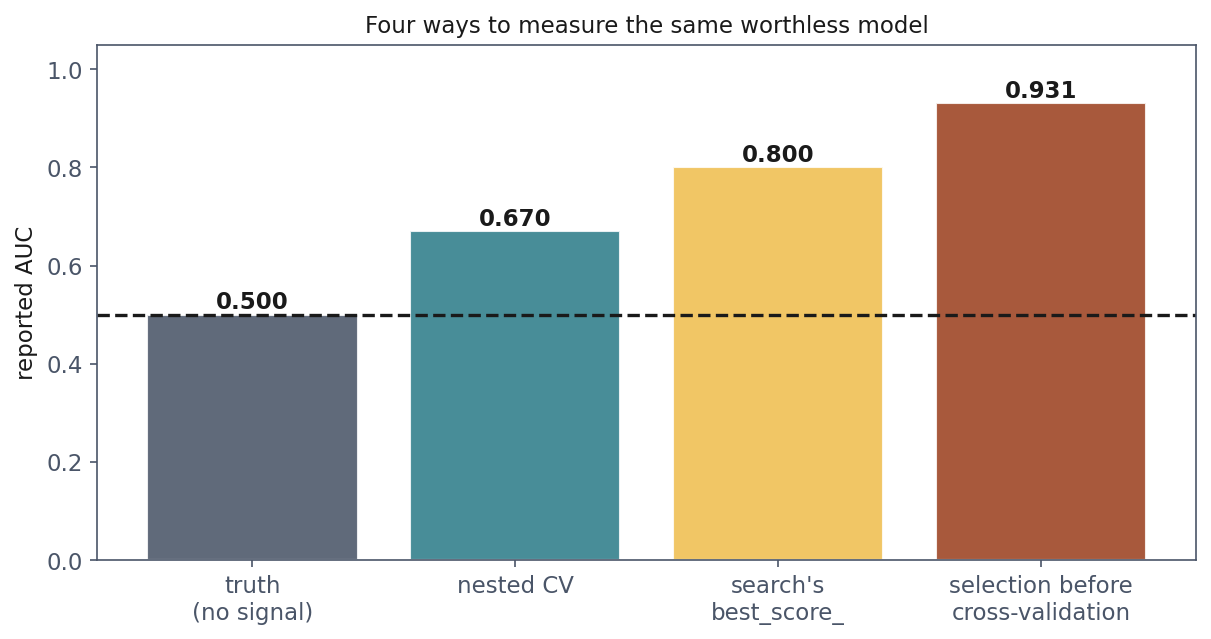 Four ways to measure the same worthless model
reported AUC
1.0
0.8
0.6
0.4
0.2
0.0
0.500
0.670
0.800
0.931
truth
(no signal)
nested CV
search's
best_score_
selection before
cross-validation